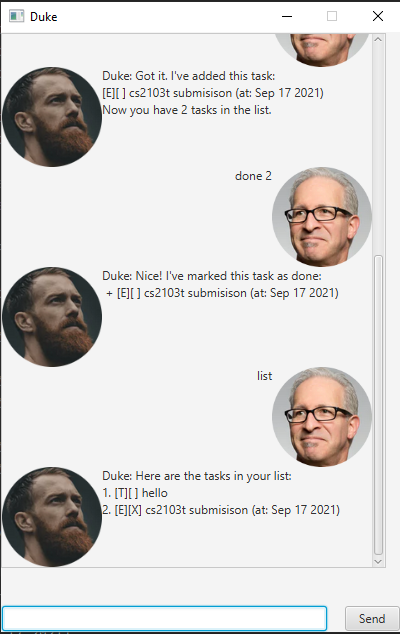 Duke
Duke: Got it. I've added this task:
[E][ ] cs2103t submisison (at: Sep 17 2021)
Now you have 2 tasks in the list.
done 2
Duke: Nice! I've marked this task as done:
+ [E][ ] cs2103t submisison (at: Sep 17 2021)
list
Duke: Here are the tasks in your list:
1. [T][ ] hello
2. [E][X] cs2103t submisison (at: Sep 17 2021)
Send